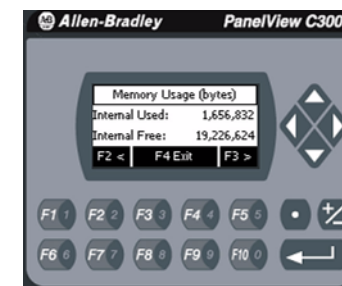 AB Allen-Bradley PanelView C300
Memory Usage (bytes)
Internal Used: 1,656,832
Internal Free: 19,226,624
F2 < F4 Exit F3 >
F1 1 F2 2 F3 3 F4 4 F5 5 • +/-
F6 6 F7 7 F8 8 F9 9 F10 0